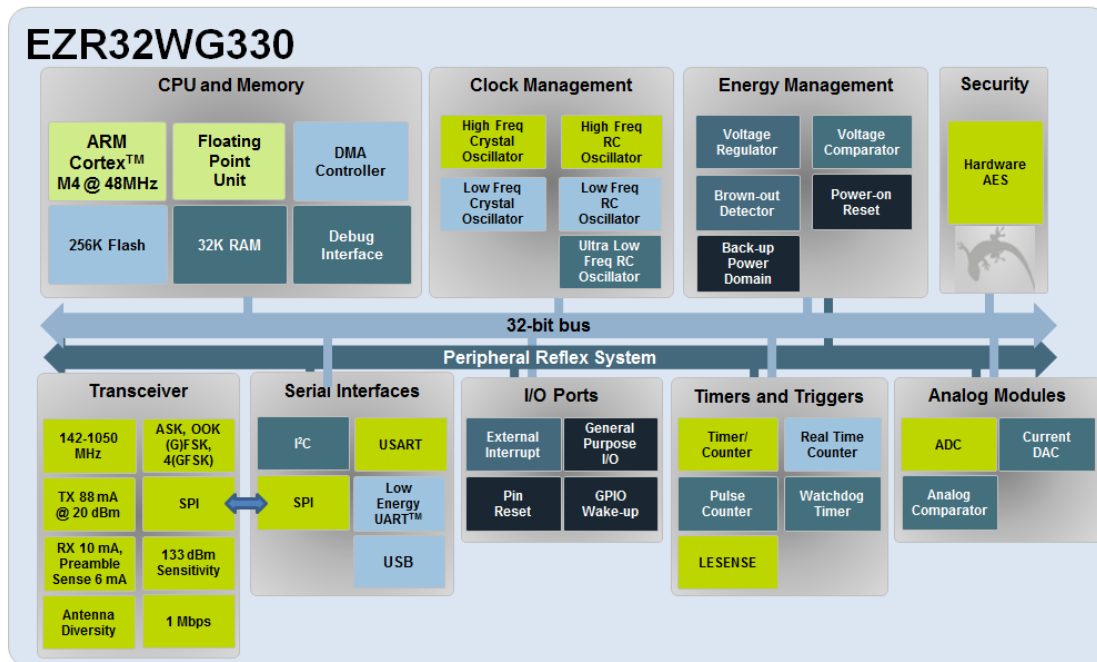 EZR32WG330
CPU and Memory
ARM
Cortex™
M4 @ 48MHz
Floating
Point
Unit
DMA
Controller
256K Flash
32K RAM
Debug
Interface
Clock Management
High Freq
Crystal
Oscillator
High Freq
RC
Oscillator
Low Freq
Crystal
Oscillator
Low Freq
RC
Oscillator
Ultra Low
Freq RC
Oscillator
Energy Management
Voltage
Regulator
Voltage
Comparator
Brown-out
Detector
Power-on
Reset
Back-up
Power
Domain
Security
Hardware
AES
32-bit bus
Peripheral Reflex System
Transceiver
142-1050
MHz
ASK, OOK
(G)FSK,
4(GFSK)
TX 88 mA
@ 20 dBm
SPI
RX 10 mA,
Preamble
Sense 6 mA
133 dBm
Sensitivity
Antenna
Diversity
1 Mbps
Serial Interfaces
I²C
USART
SPI
Low
Energy
UART™
USB
I/O Ports
External
Interrupt
General
Purpose
I/O
Pin
Reset
GPIO
Wake-up
Timers and Triggers
Timer/
Counter
Real Time
Counter
Pulse
Counter
Watchdog
Timer
LESENSE
Analog Modules
ADC
Current
DAC
Analog
Comparator